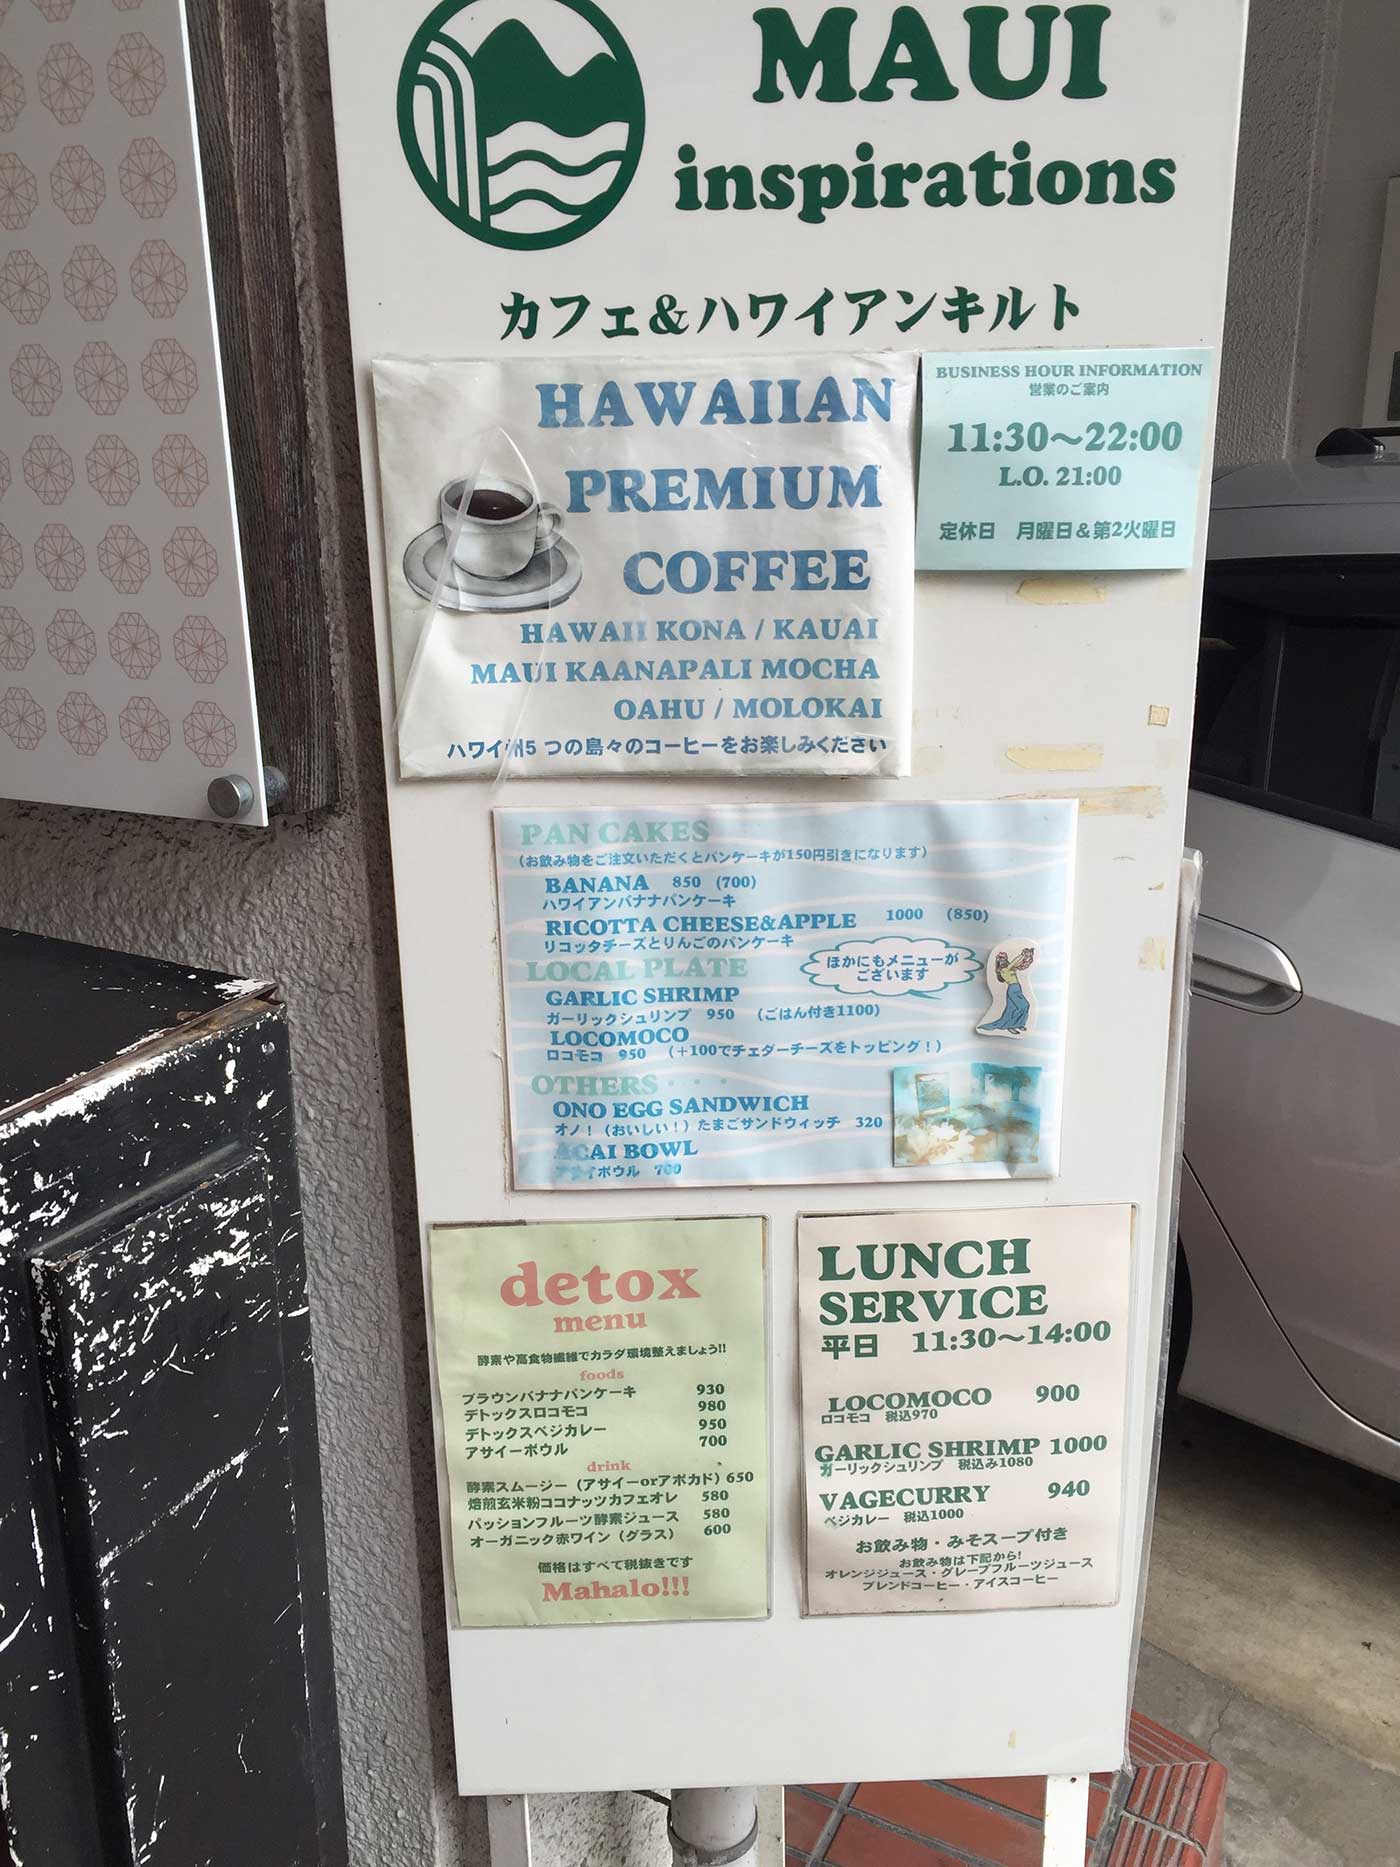 MAUI
inspirations
カフェ&ハワイアンキルト
HAWAIIAN
PREMIUM
COFFEE
HAWAII KONA / KAUAI
MAUI KAANAPALI MOCHA
OAHU / MOLOKAI
ハワイ州5つの島々のコーヒーをお楽しみください
BUSINESS HOUR INFORMATION
営業のご案内
11:30〜22:00
L.O. 21:00
定休日 月曜日&第2火曜日
PAN CAKES
(お飲み物をご注文いただくとパンケーキが150円引きになります)
BANANA 850 (700)
ハワイアンバナナパンケーキ
RICOTTA CHEESE&APPLE 1000 (850)
リコッタチーズとりんごのパンケーキ
LOCAL PLATE
ほかにもメニューが
ございます
GARLIC SHRIMP
ガーリックシュリンプ 950 (ごはん付き1100)
LOCOMOCO
ロコモコ 950 (+100でチェダーチーズをトッピング!)
OTHERS・・・
ONO EGG SANDWICH
オノ!(おいしい!)たまごサンドウィッチ 320
ACAI BOWL
アサイボウル 700
detox
menu
酵素や高食物繊維でカラダ環境整えましょう!!
foods
ブラウンバナナパンケーキ 930
デトックスロコモコ 980
デトックスベジカレー 950
アサイーボウル 700
drink
酵素スムージー(アサイーorアボカド) 650
焙煎玄米粉ココナッツカフェオレ 580
パッションフルーツ酵素ジュース 580
オーガニック赤ワイン(グラス) 600
価格はすべて税抜きです
Mahalo!!!
LUNCH
SERVICE
平日 11:30〜14:00
LOCOMOCO 900
ロコモコ 税込970
GARLIC SHRIMP 1000
ガーリックシュリンプ 税込み1080
VAGECURRY 940
ベジカレー 税込1000
お飲み物・みそスープ付き
お飲み物は下記から!
オレンジジュース・グレープフルーツジュース
ブレンドコーヒー・アイスコーヒー